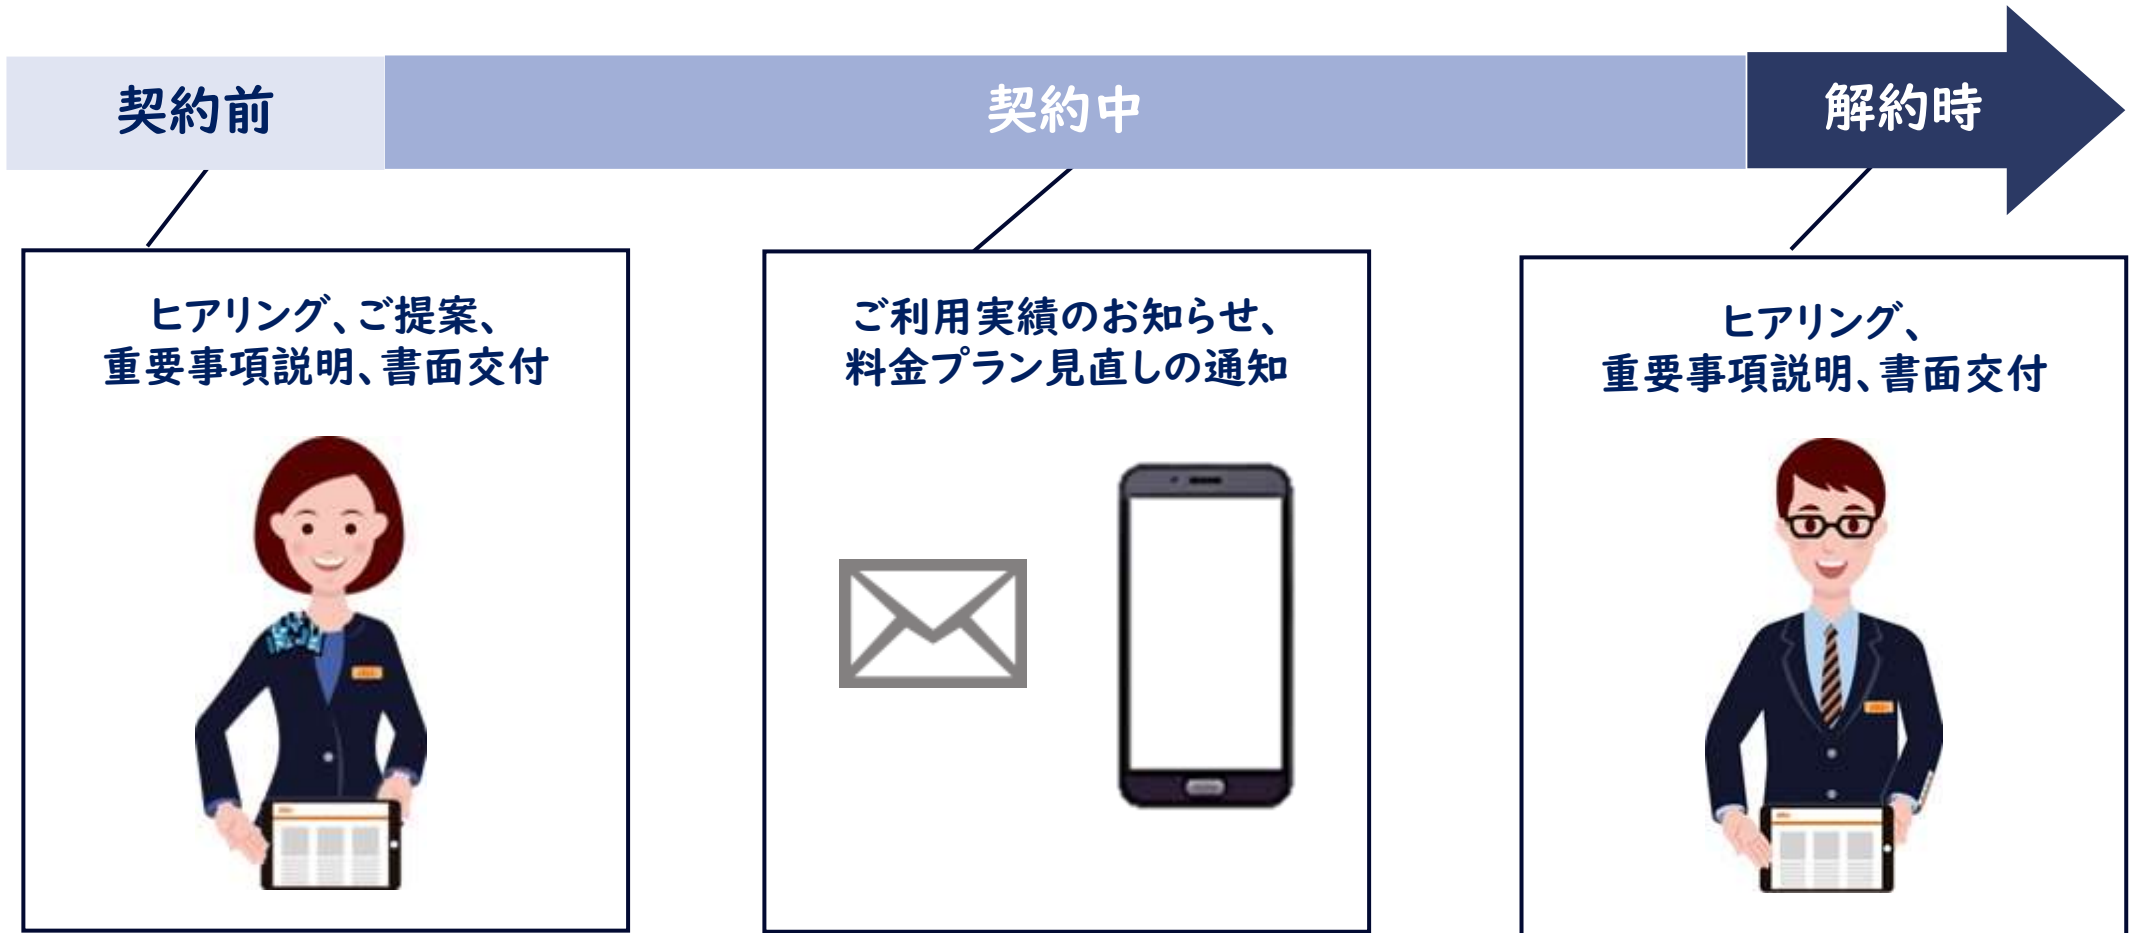 契約前
契約中
解約時
ヒアリング、ご提案、
重要事項説明、書面交付
ご利用実績のお知らせ、
料金プラン見直しの通知
ヒアリング、
重要事項説明、書面交付